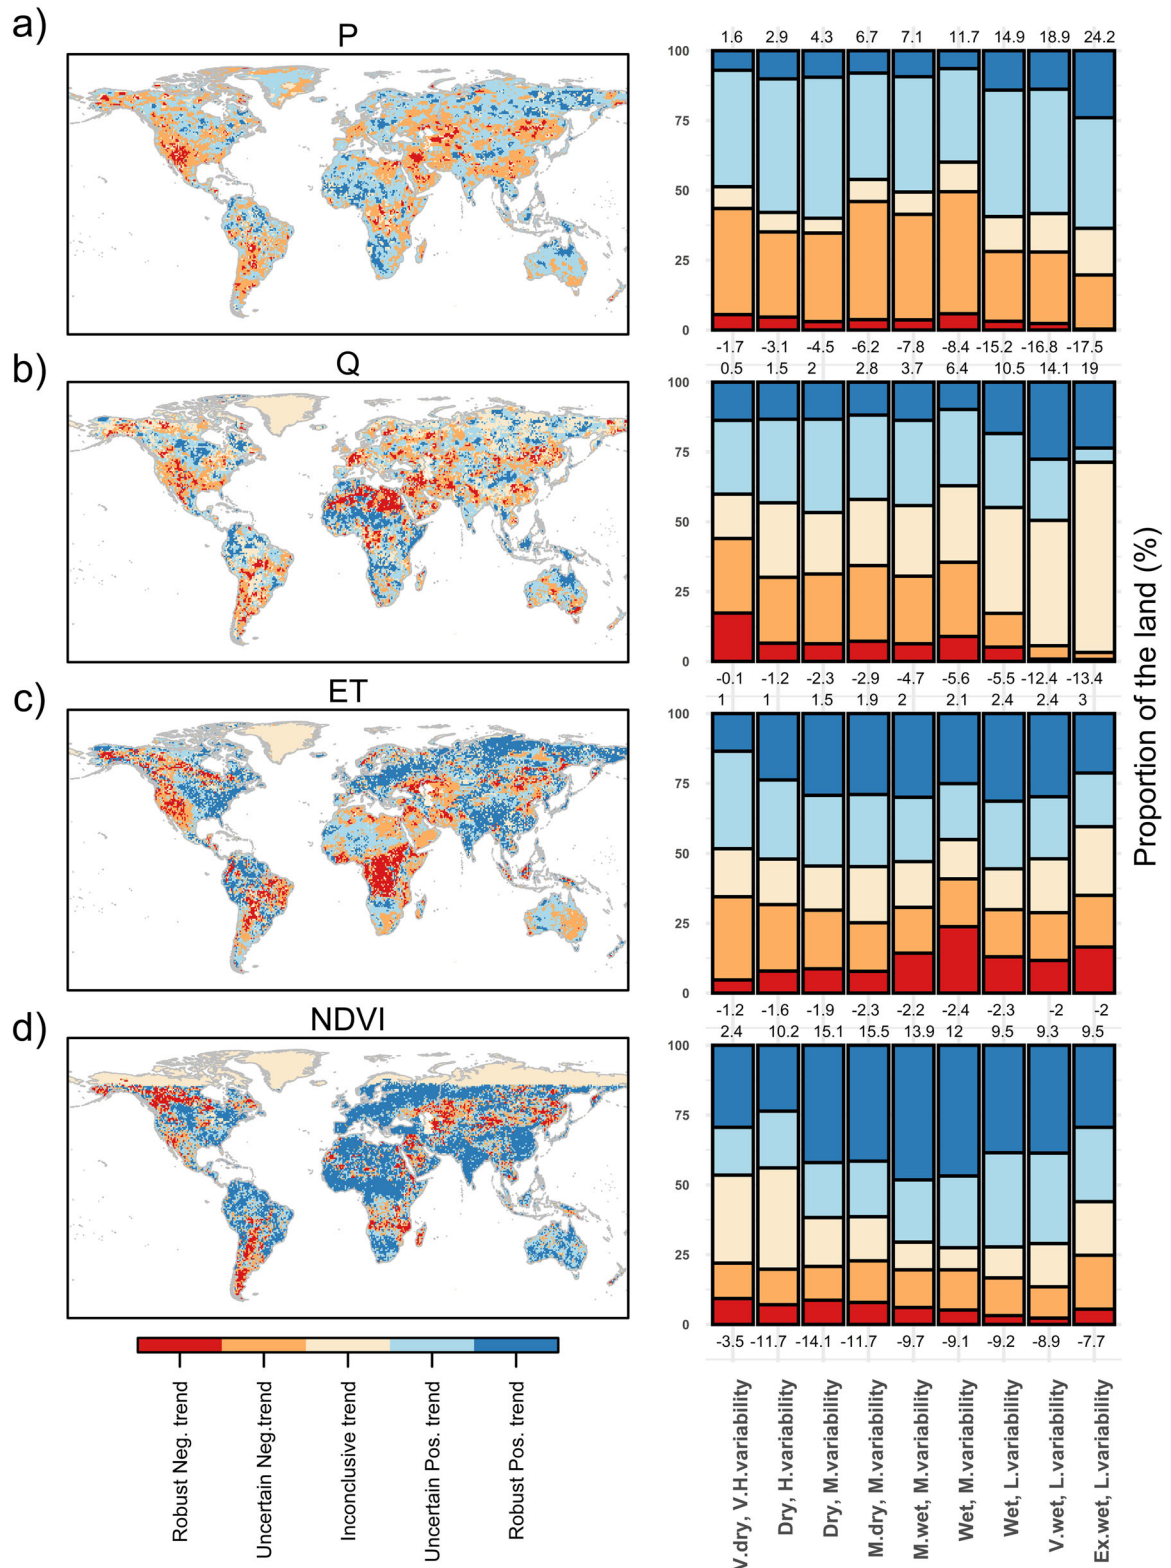 a)
P
1.6 2.9 4.3 6.7 7.1 11.7 14.9 18.9 24.2
100
75
50
25
0
-1.7 -3.1 -4.5 -6.2 -7.8 -8.4 -15.2 -16.8 -17.5
b)
Q
0.5 1.5 2 2.8 3.7 6.4 10.5 14.1 19
100
75
50
25
0
-0.1 -1.2 -2.3 -2.9 -4.7 -5.6 -5.5 -12.4 -13.4
c)
ET
1 1 1.5 1.9 2 2.1 2.4 2.4 3
100
75
50
25
0
-1.2 -1.6 -1.9 -2.3 -2.2 -2.4 -2.3 -2 -2
d)
NDVI
2.4 10.2 15.1 15.5 13.9 12 9.5 9.3 9.5
100
75
50
25
0
-3.5 -11.7 -14.1 -11.7 -9.7 -9.1 -9.2 -8.9 -7.7
Proportion of the land (%)
Robust Neg. trend
Uncertain Neg.trend
Inconclusive trend
Uncertain Pos. trend
Robust Pos. trend
V.dry, V.H.variability
Dry, H.variability
Dry, M.variability
M.dry, M.variability
M.wet, M.variability
Wet, M.variability
Wet, L.variability
V.wet, L.variability
Ex.wet, L.variability